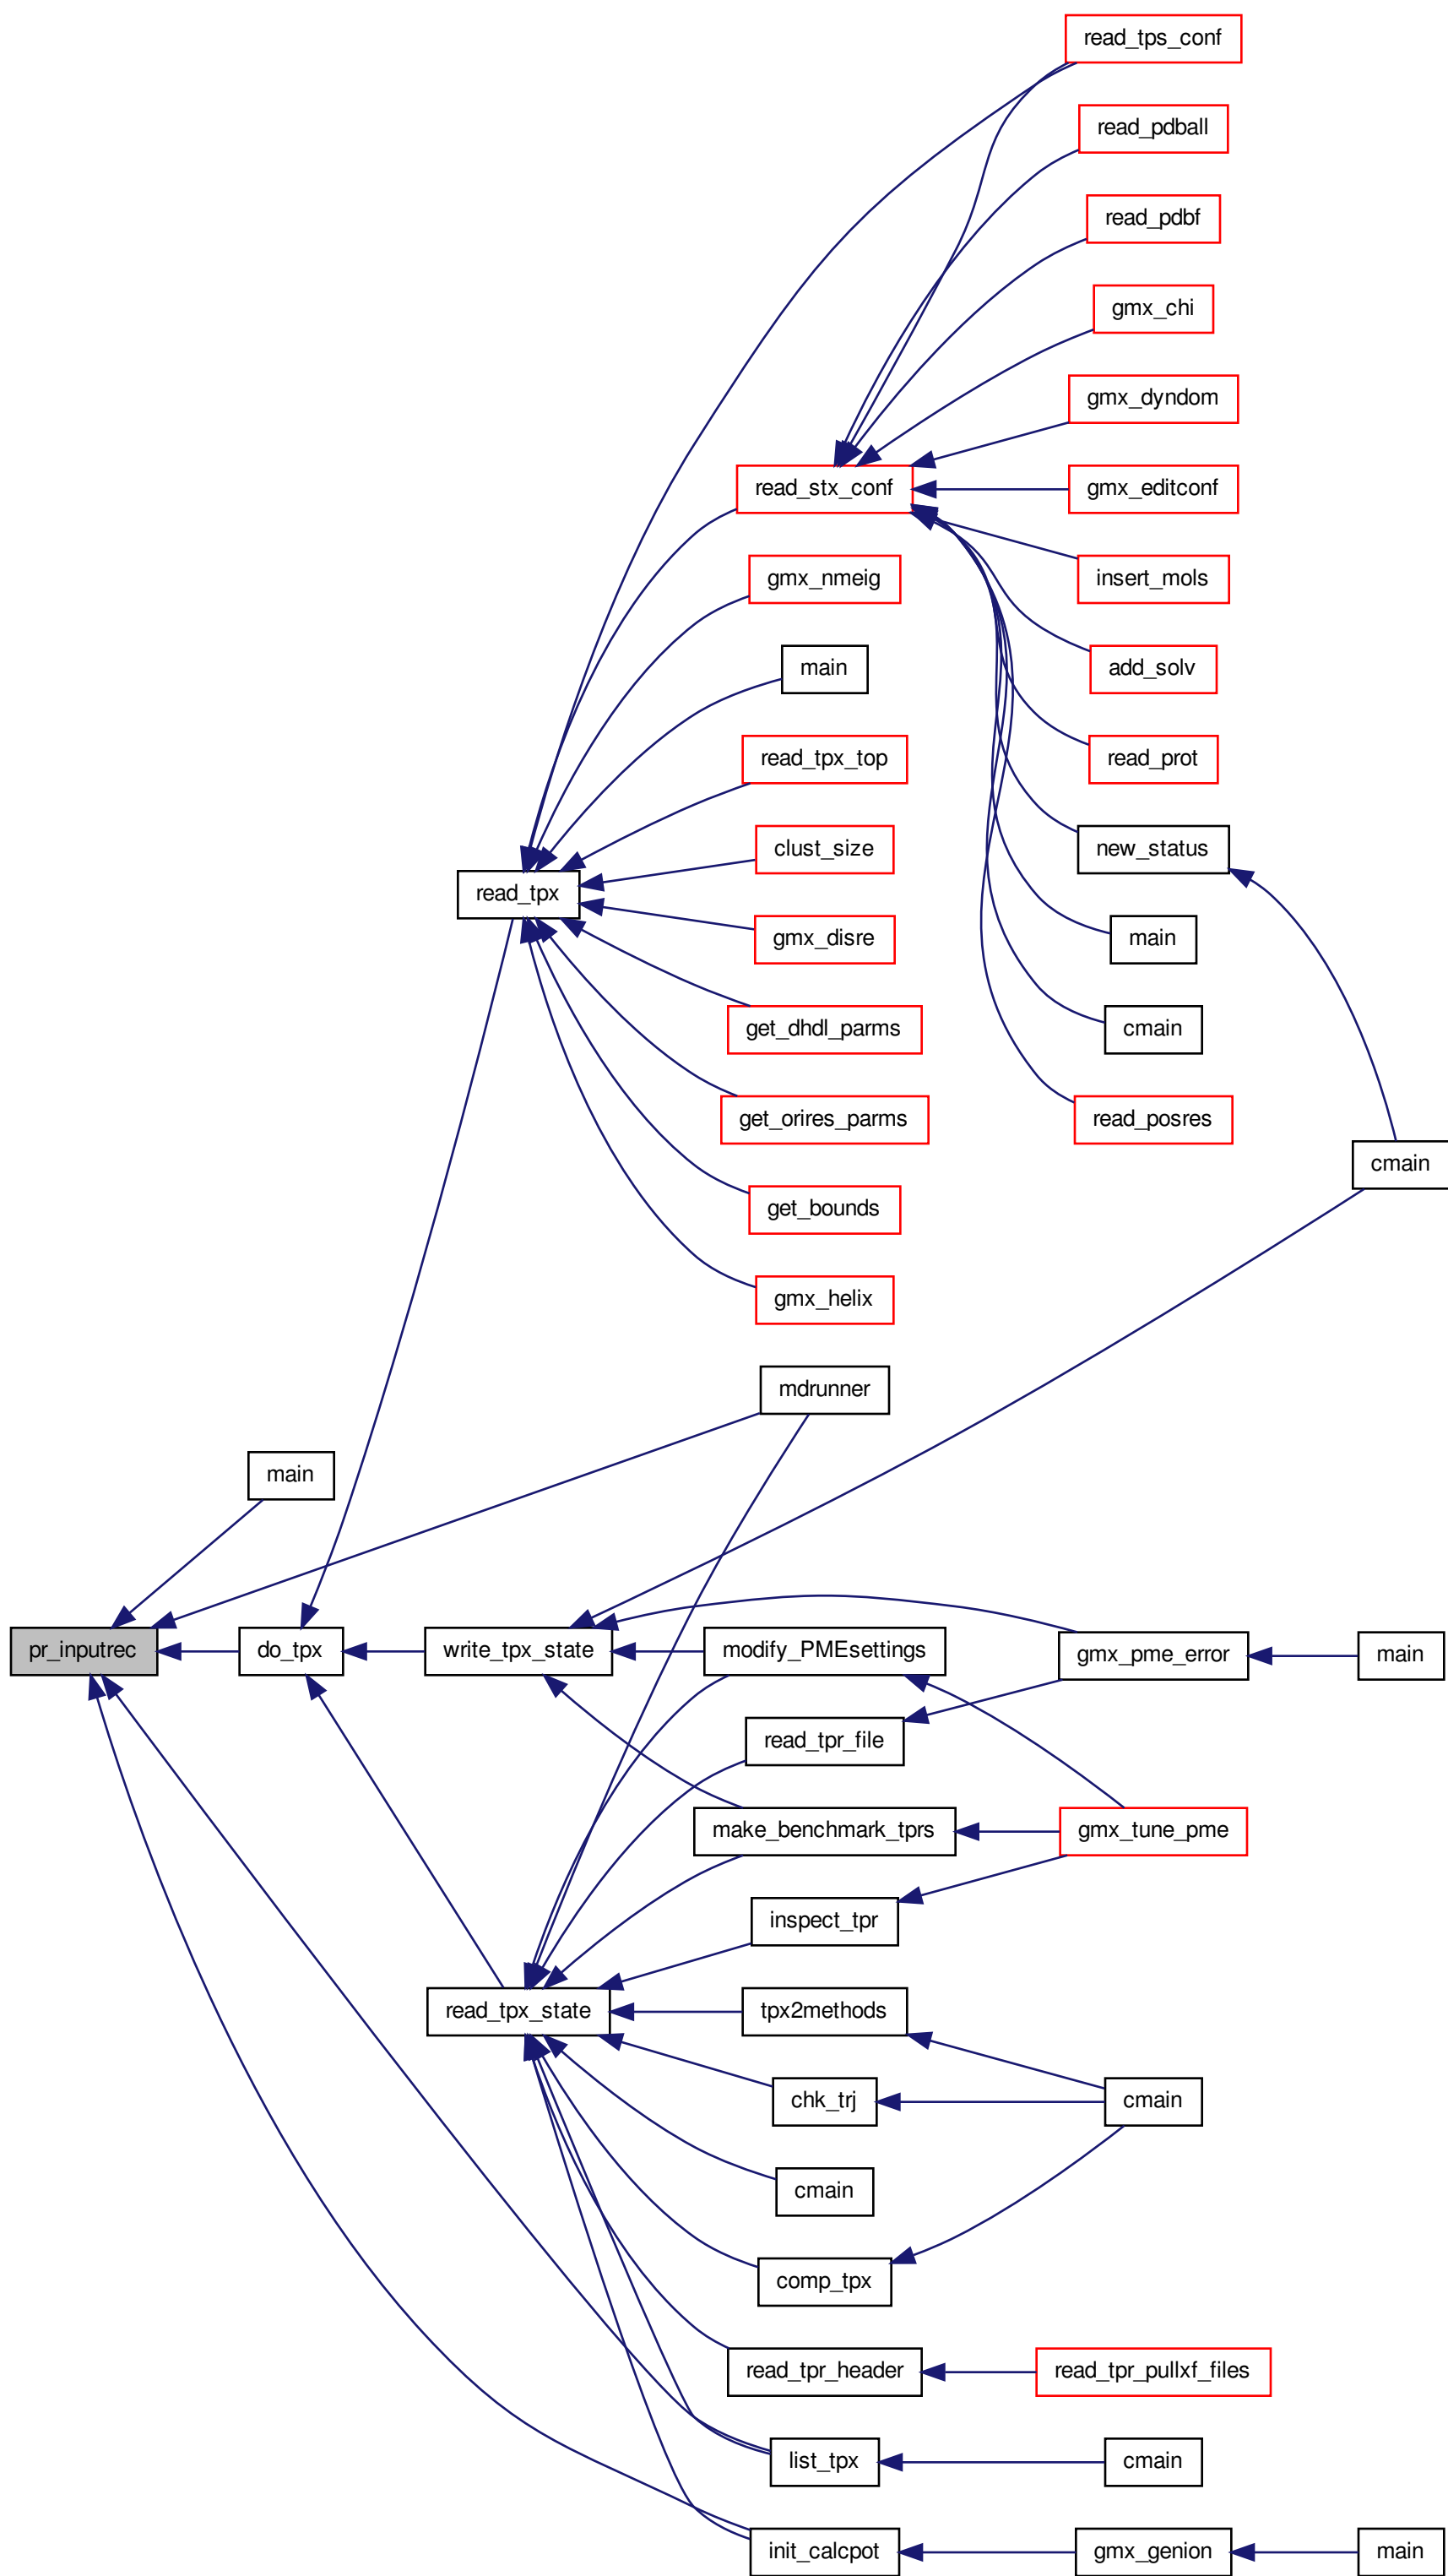 read_tps_conf
read_pdball
read_pdbf
gmx_chi
gmx_dyndom
read_stx_conf
gmx_editconf
gmx_nmeig
insert_mols
main
add_solv
read_tpx_top
read_prot
clust_size
new_status
read_tpx
gmx_disre
main
get_dhdl_parms
cmain
get_orires_parms
read_posres
cmain
get_bounds
gmx_helix
mdrunner
main
pr_inputrec
do_tpx
write_tpx_state
modify_PMEsettings
gmx_pme_error
main
read_tpr_file
make_benchmark_tprs
gmx_tune_pme
inspect_tpr
read_tpx_state
tpx2methods
chk_trj
cmain
cmain
comp_tpx
read_tpr_header
read_tpr_pullxf_files
list_tpx
cmain
init_calcpot
gmx_genion
main